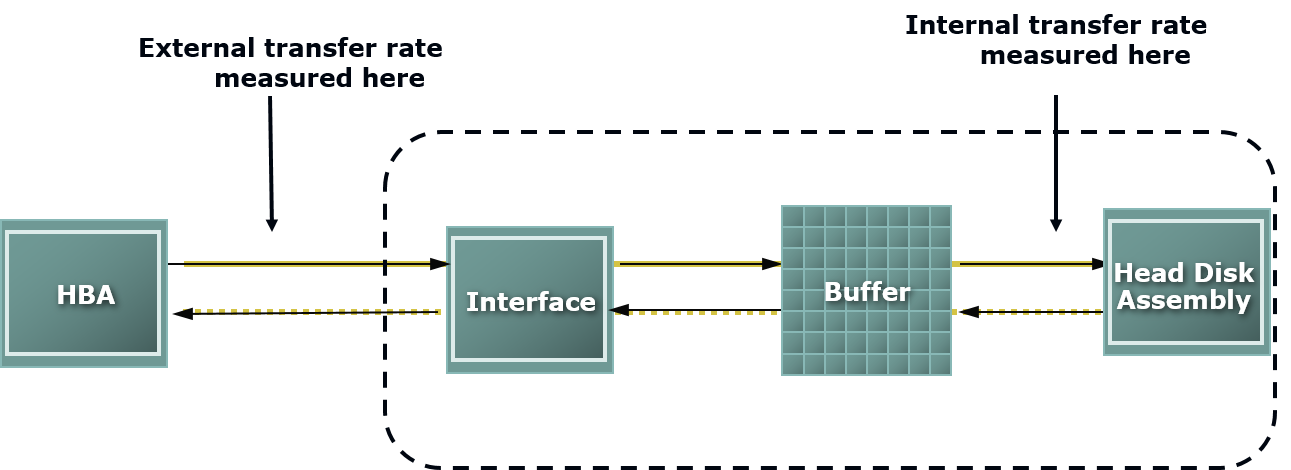 External transfer rate
measured here
Internal transfer rate
measured here
HBA
Interface
Buffer
Head Disk
Assembly